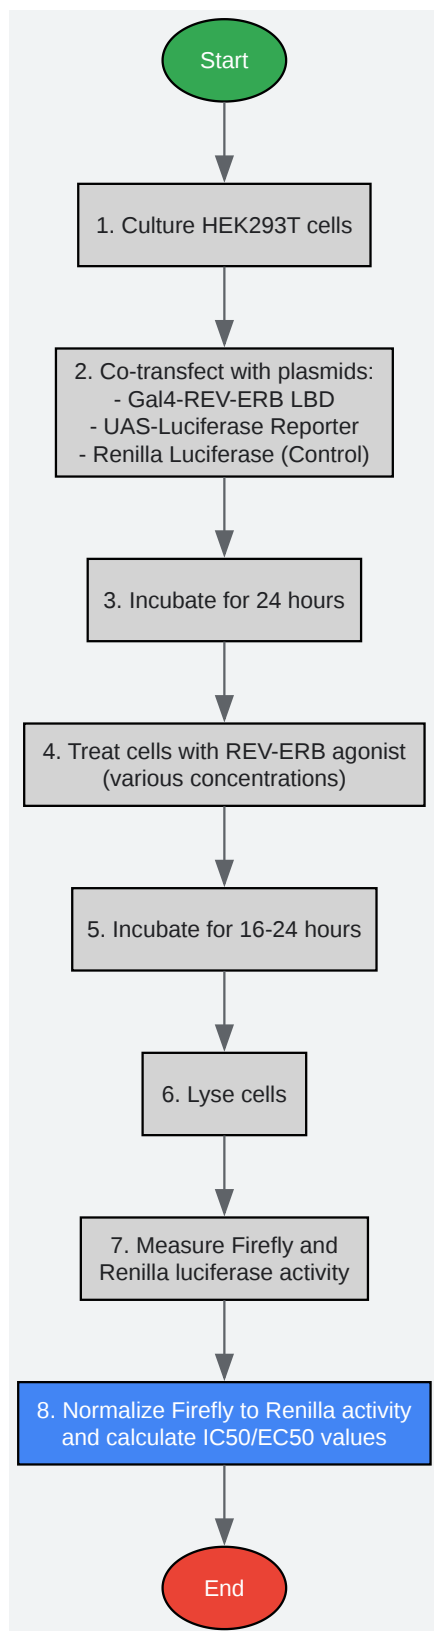 Start
1. Culture HEK293T cells
2. Co-transfect with plasmids:
- Gal4-REV-ERB LBD
- UAS-Luciferase Reporter
- Renilla Luciferase (Control)
3. Incubate for 24 hours
4. Treat cells with REV-ERB agonist
(various concentrations)
5. Incubate for 16-24 hours
6. Lyse cells
7. Measure Firefly and
Renilla luciferase activity
8. Normalize Firefly to Renilla activity
and calculate IC50/EC50 values
End